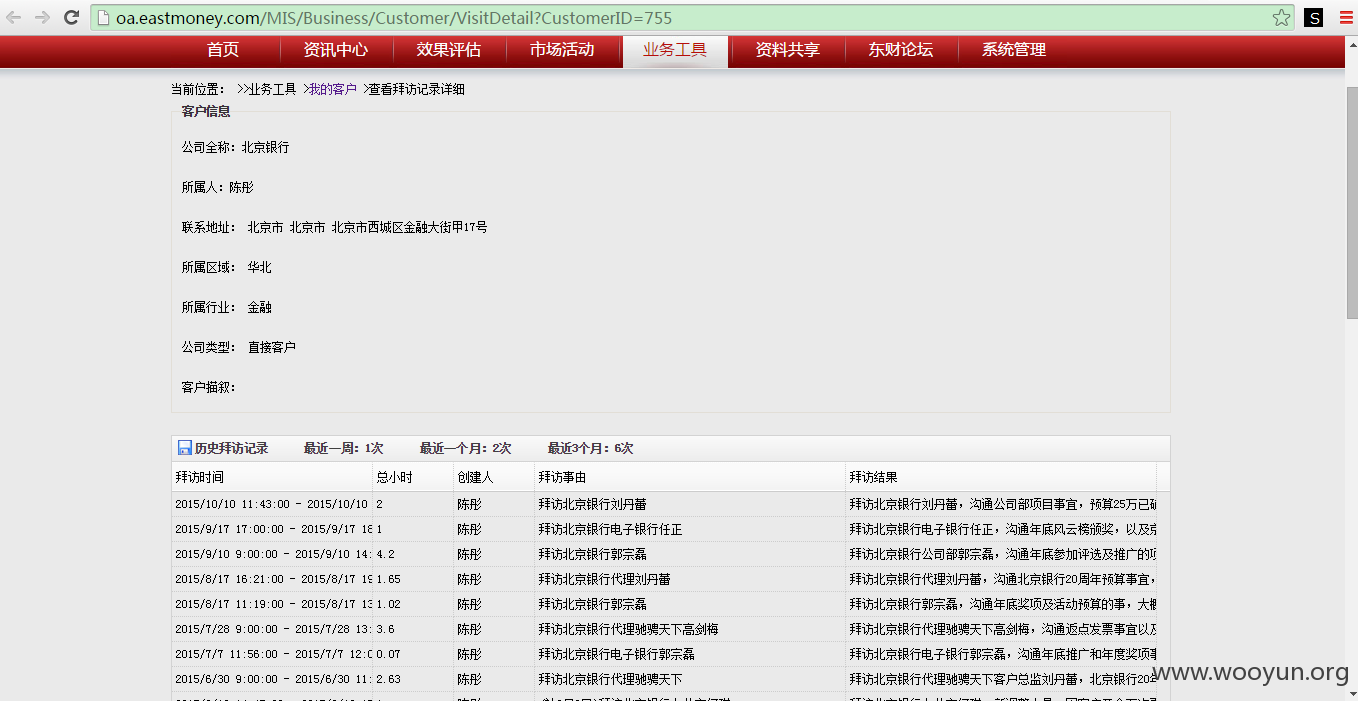 oa.eastmoney.com/MIS/Business/Customer/VisitDetail?CustomerID=755
S
首页 资讯中心 效果评估 市场活动 业务工具 资料共享 东财论坛 系统管理
当前位置： >>业务工具 >我的客户 >查看拜访记录详细
客户信息
公司全称：北京银行
所属人：陈彤
联系地址： 北京市 北京市 北京市西城区金融大街甲17号
所属区域： 华北
所属行业： 金融
公司类型： 直接客户
客户描叙：
历史拜访记录 最近一周：1次 最近一个月：2次 最近3个月：6次
拜访时间 总小时 创建人 拜访事由 拜访结果
2015/10/10 11:43:00 - 2015/10/10 2 陈彤 拜访北京银行刘丹蕾 拜访北京银行刘丹蕾，沟通公司部项目事宜，预算25万已
2015/9/17 17:00:00 - 2015/9/17 18 1 陈彤 拜访北京银行电子银行任正 拜访北京银行电子银行任正，沟通年底风云榜颁奖，以及京
2015/9/10 9:00:00 - 2015/9/10 14: 4.2 陈彤 拜访北京银行郭宗磊 拜访北京银行公司部郭宗磊，沟通年底参加评选及推广的项
2015/8/17 16:21:00 - 2015/8/17 19 1.65 陈彤 拜访北京银行代理刘丹蕾 拜访北京银行代理刘丹蕾，沟通北京银行20周年预算事宜，
2015/8/17 11:19:00 - 2015/8/17 13 1.02 陈彤 拜访北京银行郭宗磊 拜访北京银行郭宗磊，沟通年底奖项及活动预算的事，大概
2015/7/28 9:00:00 - 2015/7/28 13: 3.6 陈彤 拜访北京银行代理驰骋天下高剑梅 拜访北京银行代理驰骋天下高剑梅，沟通返点发票事宜以及
2015/7/7 11:56:00 - 2015/7/7 12:0 0.07 陈彤 拜访北京银行电子银行郭宗磊 拜访北京银行电子银行郭宗磊，沟通年底推广和年度奖项事
2015/6/30 9:00:00 - 2015/6/30 11: 2.63 陈彤 拜访北京银行代理驰骋天下 拜访北京银行代理驰骋天下客户总监刘丹蕾，北京银行20
www.wooyun.org